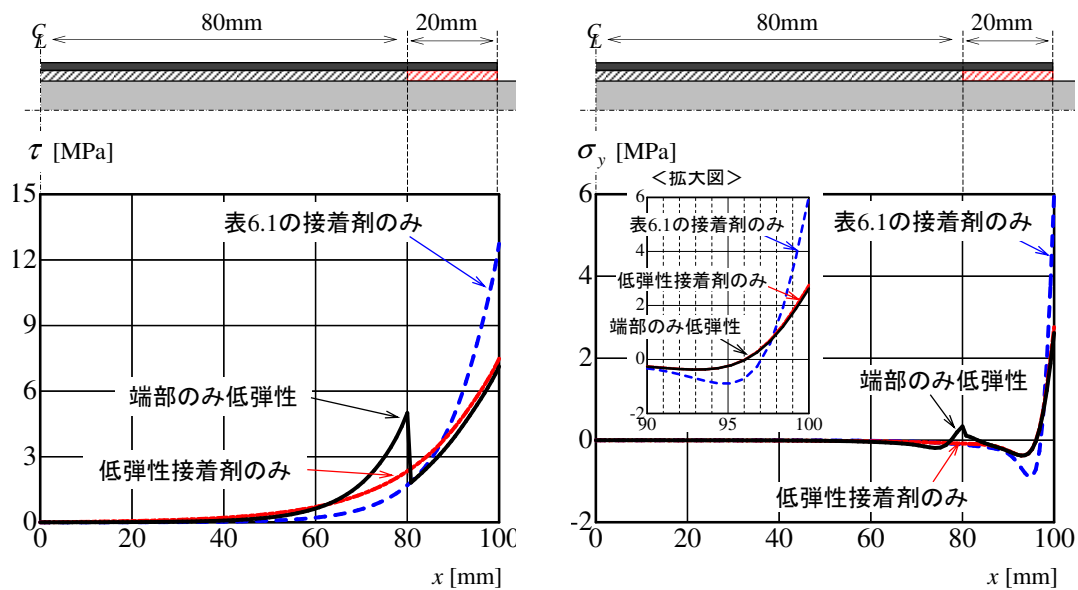 ℄ 80mm 20mm
τ [MPa]
15
12
9
6
3
0
表6.1の接着剤のみ
端部のみ低弾性
低弾性接着剤のみ
0 20 40 60 80 100
x [mm]
℄ 80mm 20mm
σy [MPa]
6
4
2
0
-2
＜拡大図＞
6
4
2
0
-2
表6.1の接着剤のみ
低弾性接着剤のみ
端部のみ低弾性
90 95 100
表6.1の接着剤のみ
端部のみ低弾性
低弾性接着剤のみ
0 20 40 60 80 100
x [mm]